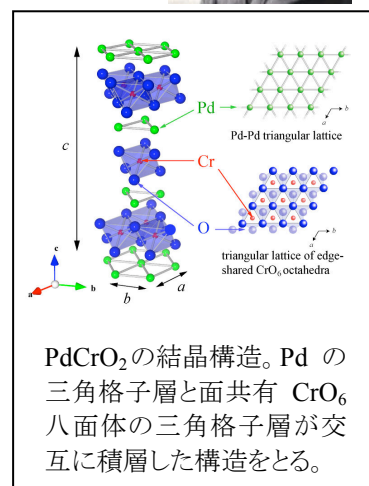 c
Pd
Pd-Pd triangular lattice
b
a
Cr
O
triangular lattice of edge-
shared CrO₆ octahedra
b
a
c
a
b
b
a
PdCrO₂の結晶構造。Pd の
三角格子層と面共有 CrO₆
八面体の三角格子層が交
互に積層した構造をとる。